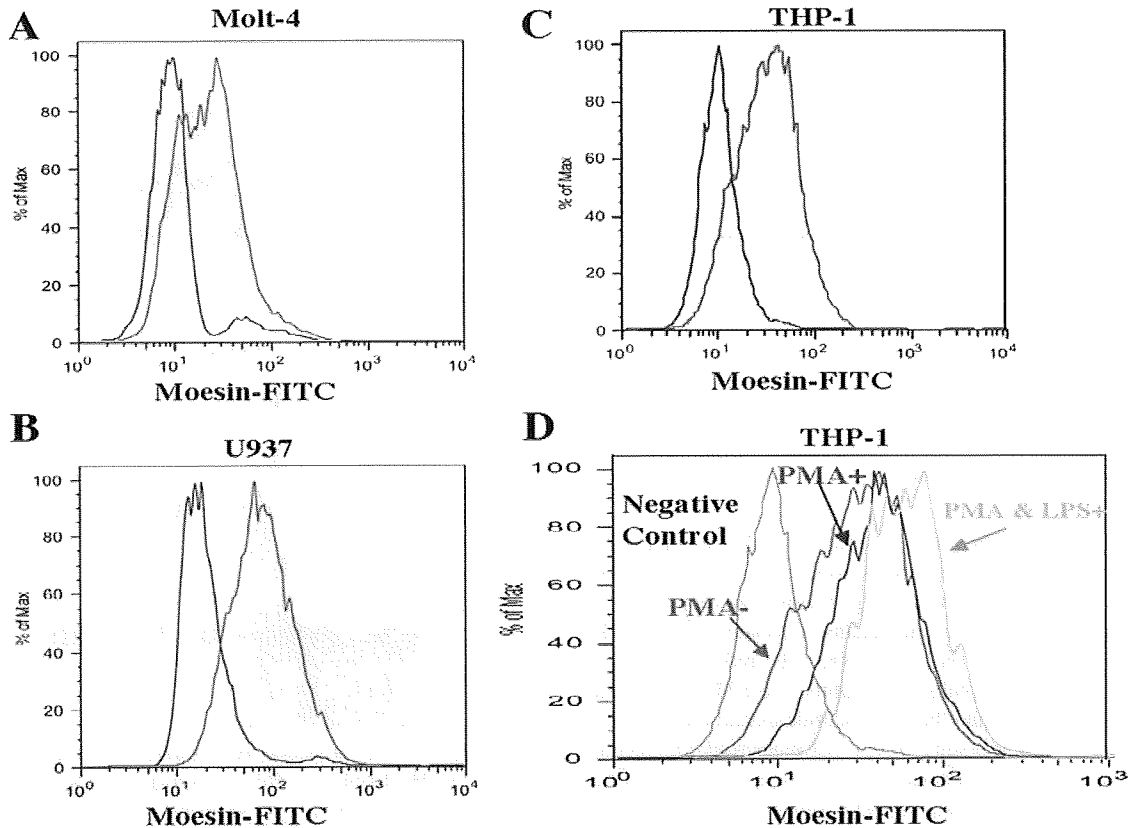 A
Molt-4
% of Max
100
80
60
40
20
0
10^0 10^1 10^2 10^3 10^4
Moesin-FITC
C
THP-1
% of Max
100
80
60
40
20
0
10^0 10^1 10^2 10^3 10^4
Moesin-FITC
B
U937
% of Max
100
80
60
40
20
0
10^0 10^1 10^2 10^3 10^4
Moesin-FITC
D
THP-1
% of Max
100
80
60
40
20
0
Negative
Control
PMA+
PMA & LPS+
PMA-
10^0 10^1 10^2 10^3
Moesin-FITC